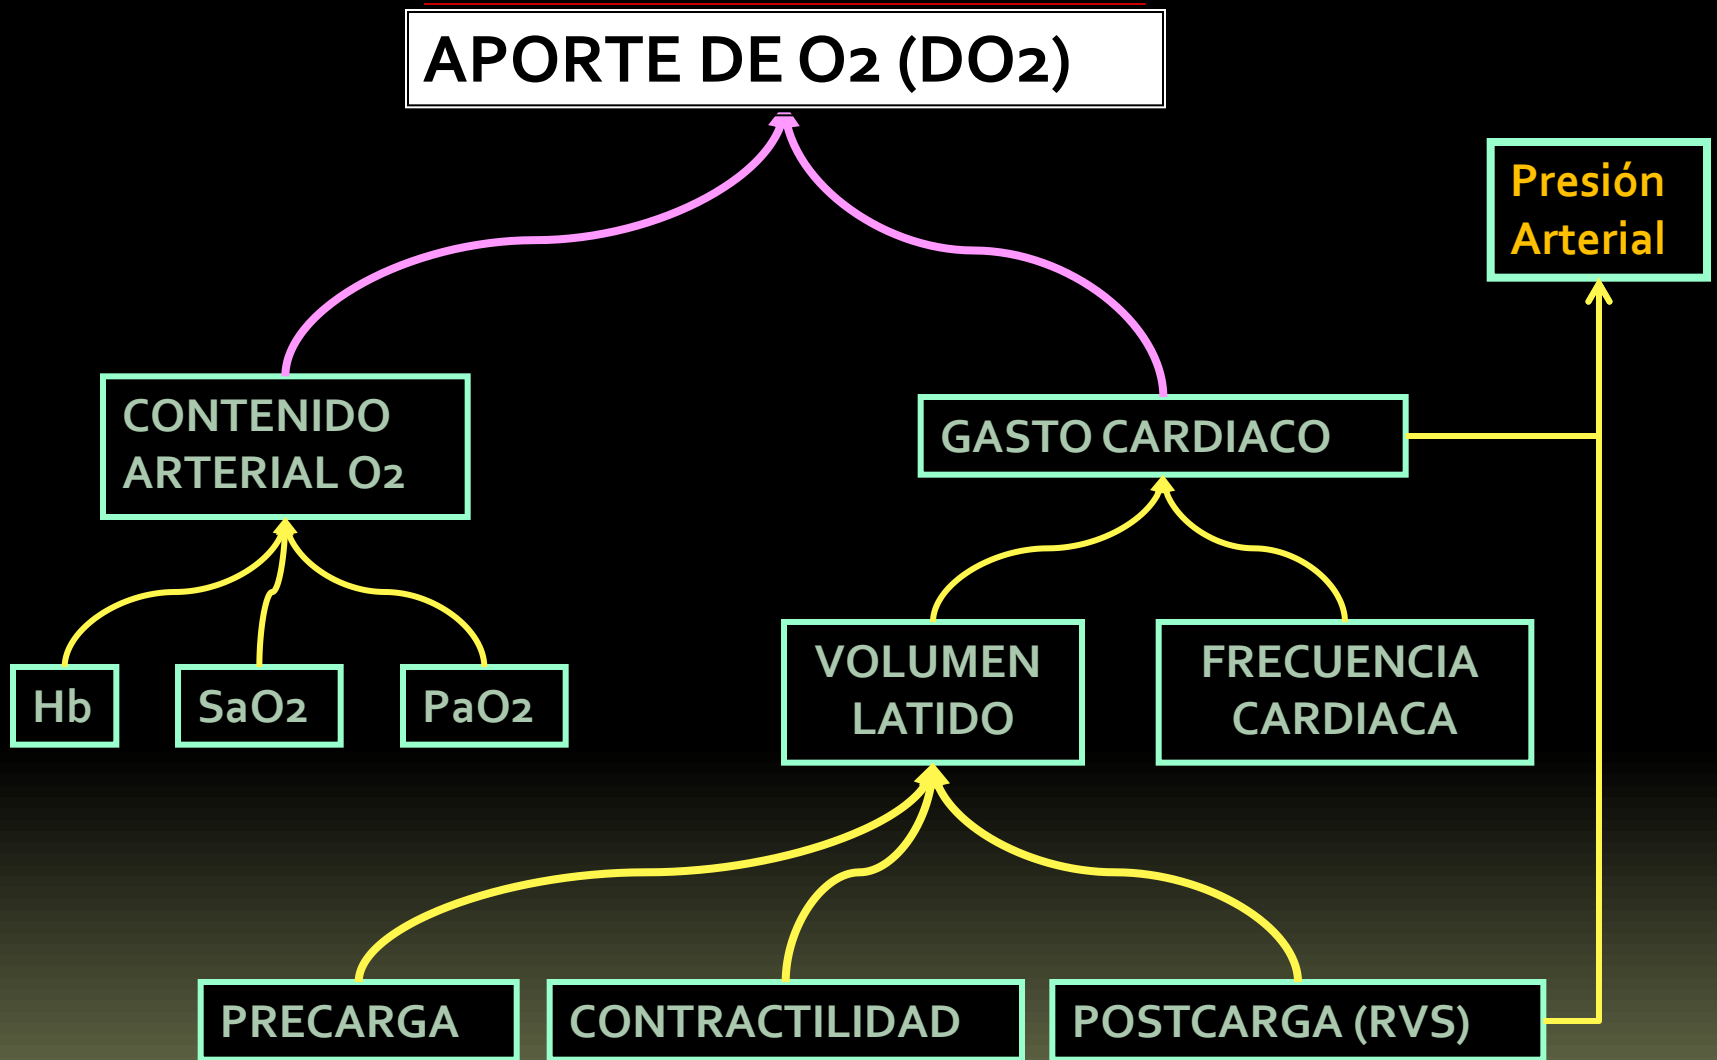 APORTE DE O2 (DO2)
Presión
Arterial
CONTENIDO
ARTERIAL O2
GASTO CARDIACO
Hb
SaO2
PaO2
VOLUMEN
LATIDO
FRECUENCIA
CARDIACA
PRECARGA
CONTRACTILIDAD
POSTCARGA (RVS)